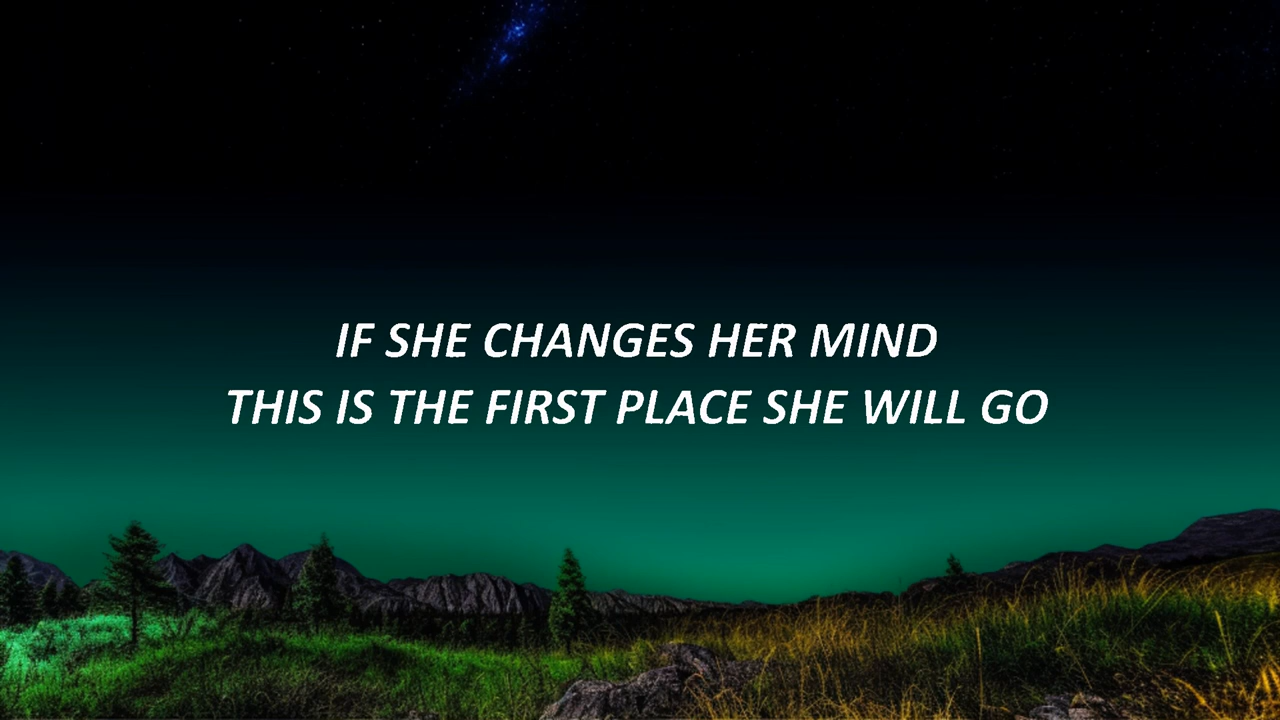 IF SHE CHANGES HER MIND
THIS IS THE FIRST PLACE SHE WILL GO